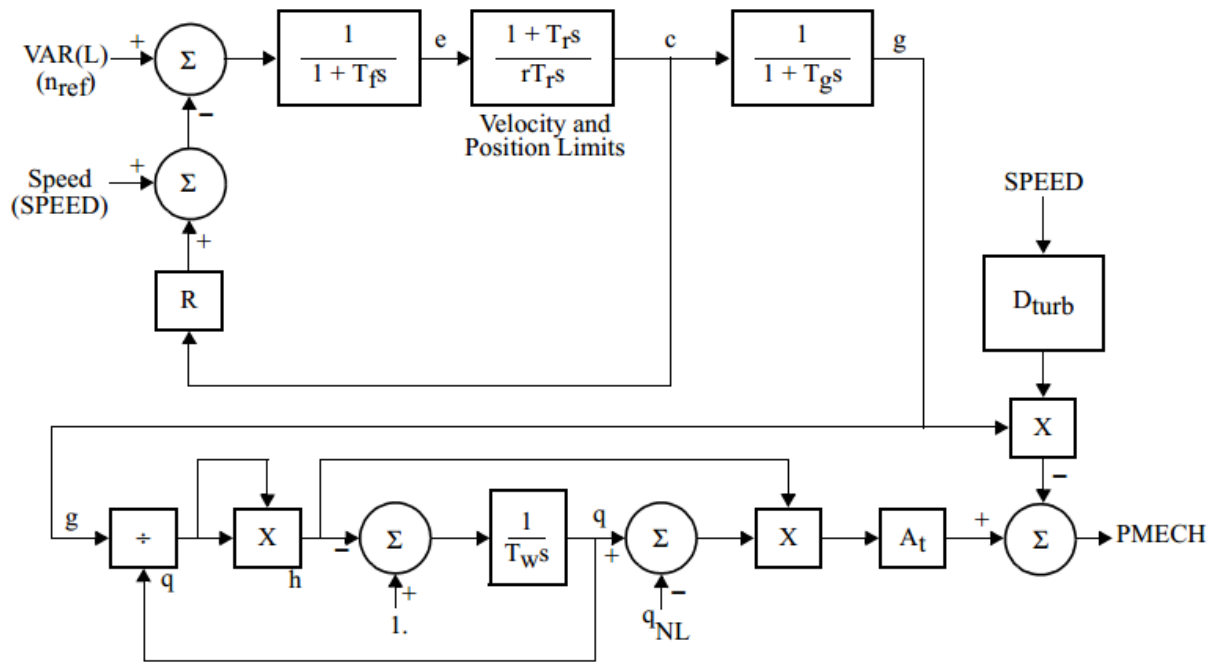 VAR(L)
(nref)
+
Σ
−
1
1 + Tfs
e
1 + Trs
rTrs
Velocity and
Position Limits
c
1
1 + Tgs
g
Speed
(SPEED)
+
Σ
+
R
SPEED
Dturb
X
−
g
÷
q
X
h
−
Σ
+
1.
1
Tws
q
+
Σ
−
qNL
X
At
+
Σ
PMECH